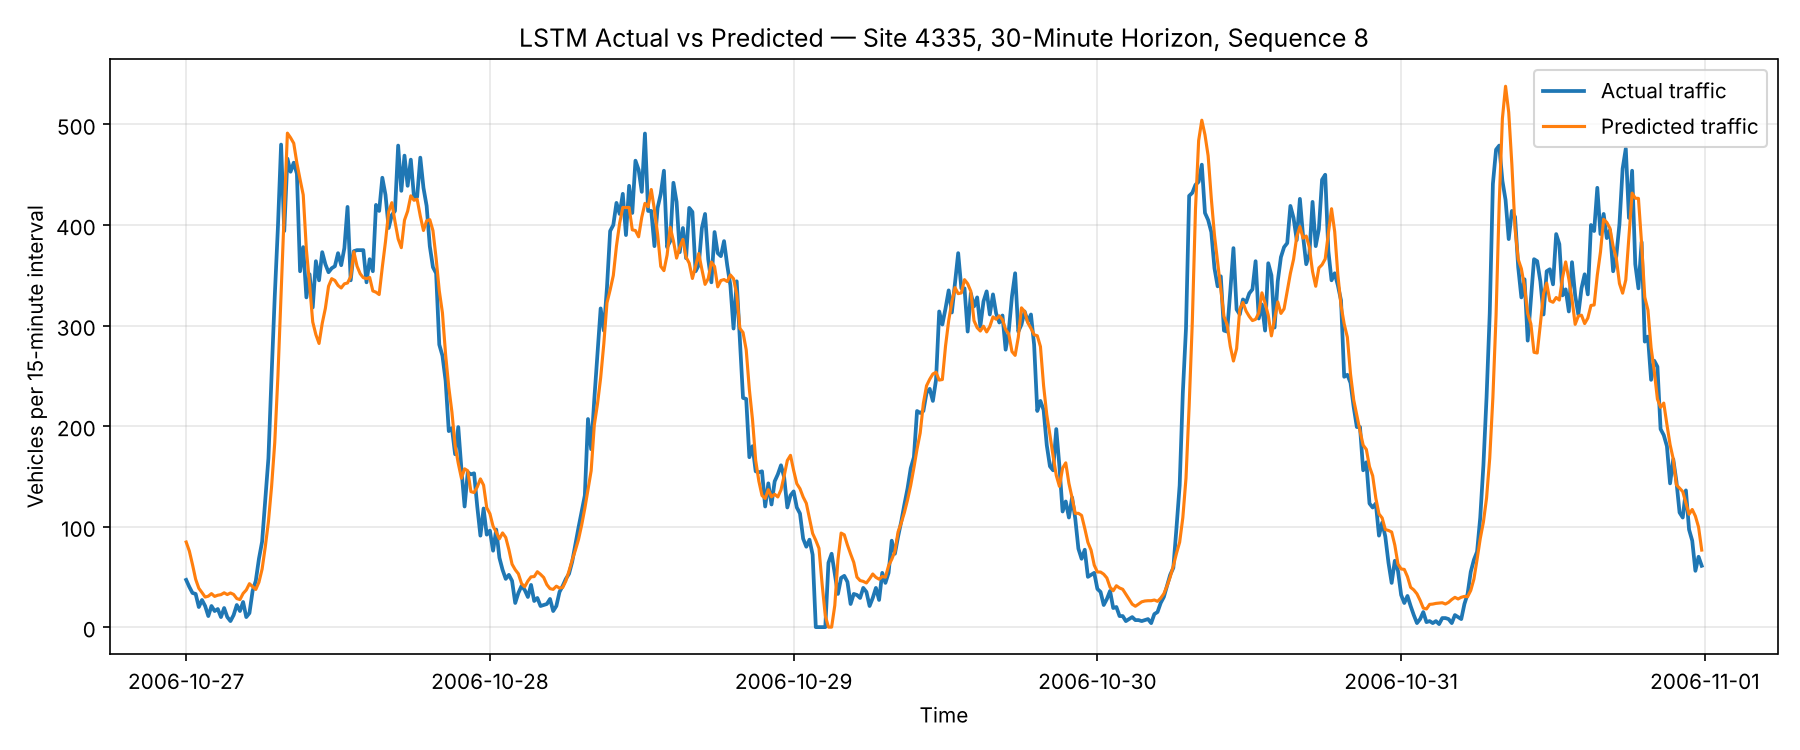 LSTM Actual vs Predicted — Site 4335, 30-Minute Horizon, Sequence 8
Actual traffic
Predicted traffic
Vehicles per 15-minute interval
500
400
300
200
100
0
2006-10-27 2006-10-28 2006-10-29 2006-10-30 2006-10-31 2006-11-01
Time